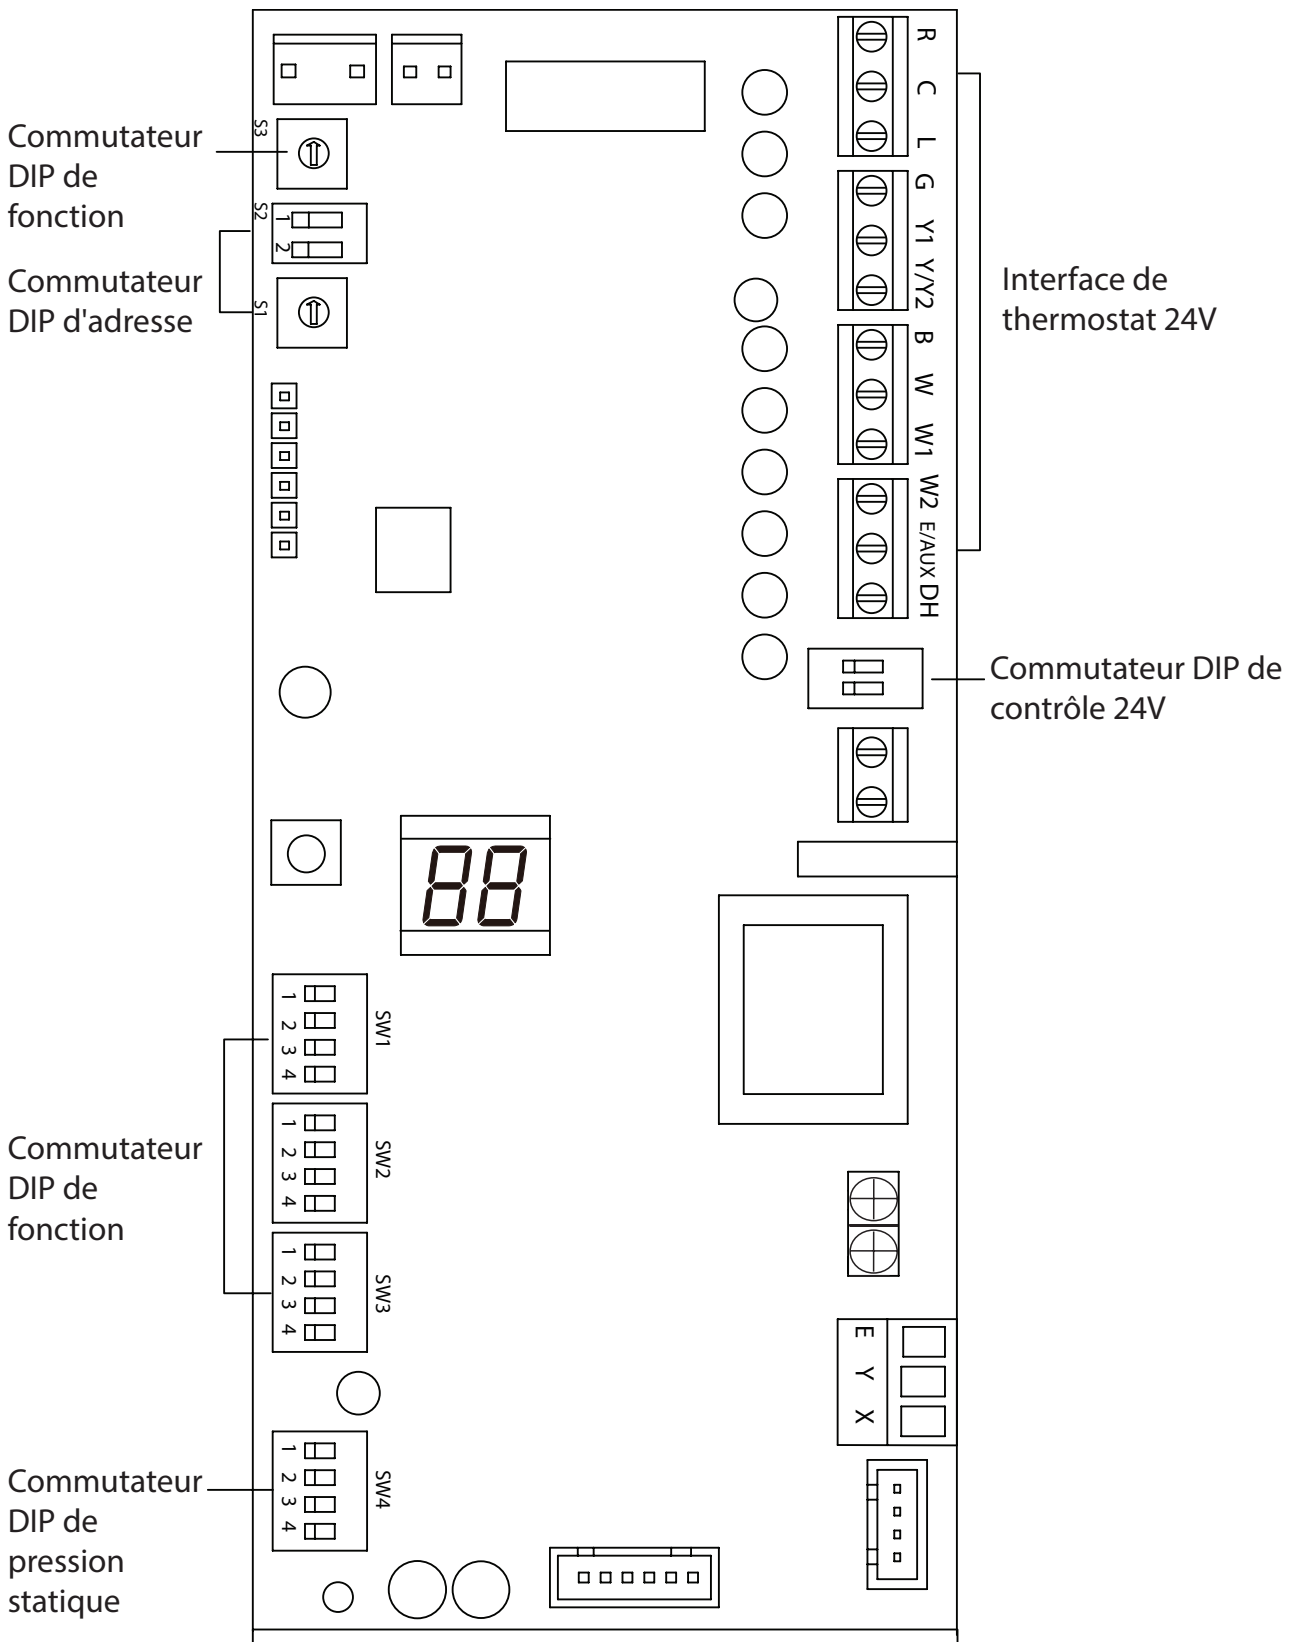 Commutateur
DIP de
fonction
Commutateur
DIP d'adresse
S3
S2
1
2
S1
R
C
L
G
Y1
Y/Y2
B
W
W1
W2
E/AUX
DH
Interface de
thermostat 24V
Commutateur DIP de
contrôle 24V
88
1
2
3
4
SW1
1
2
3
4
SW2
1
2
3
4
SW3
Commutateur
DIP de
fonction
E
Y
X
1
2
3
4
SW4
Commutateur
DIP de
pression
statique